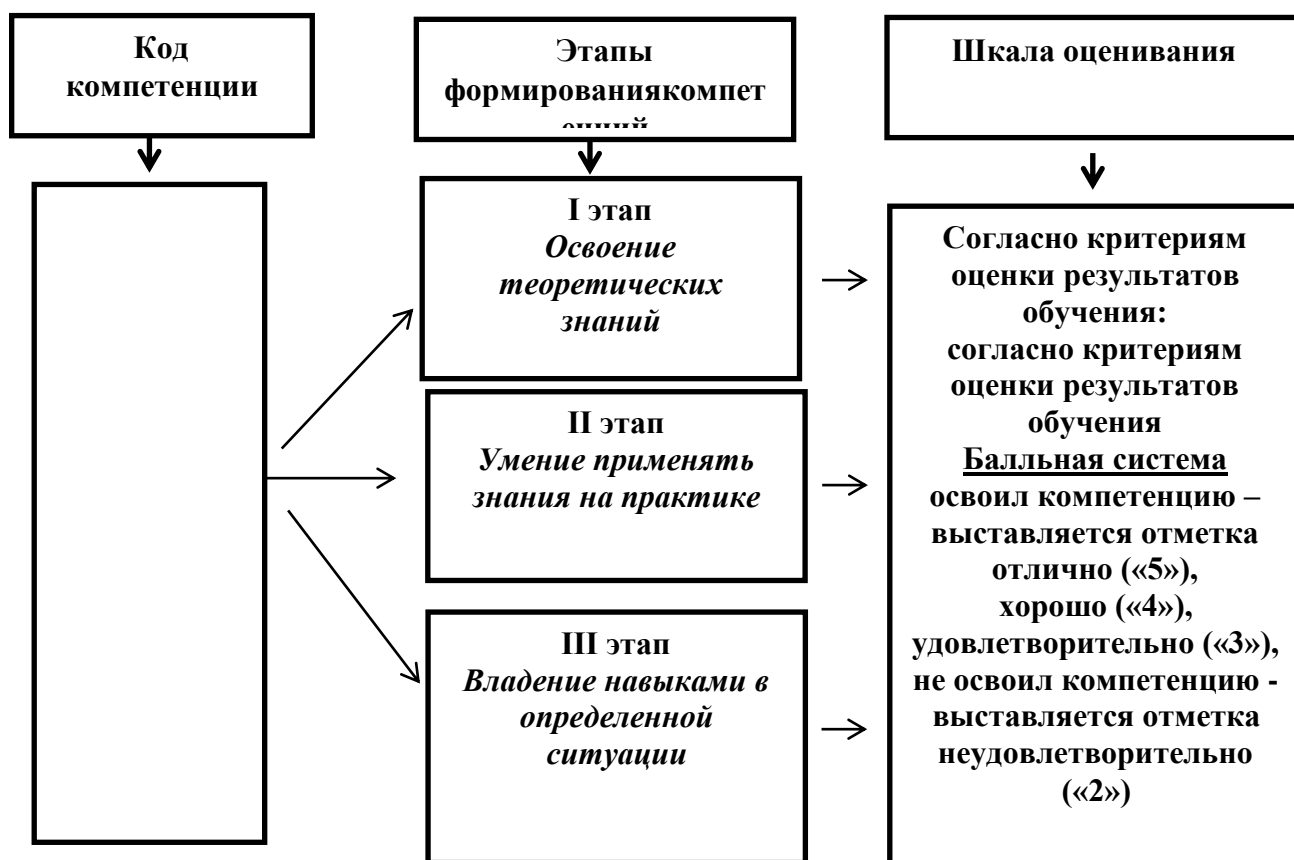 Код
компетенции
Этапы
формированиякомпет
енций
Шкала оценивания
I этап
Освоение
теоретических
знаний
II этап
Умение применять
знания на практике
III этап
Владение навыками в
определенной
ситуации
Согласно критериям
оценки результатов
обучения:
согласно критериям
оценки результатов
обучения
Балльная система
освоил компетенцию –
выставляется отметка
отлично («5»),
хорошо («4»),
удовлетворительно («3»),
не освоил компетенцию -
выставляется отметка
неудовлетворительно
(«2»)